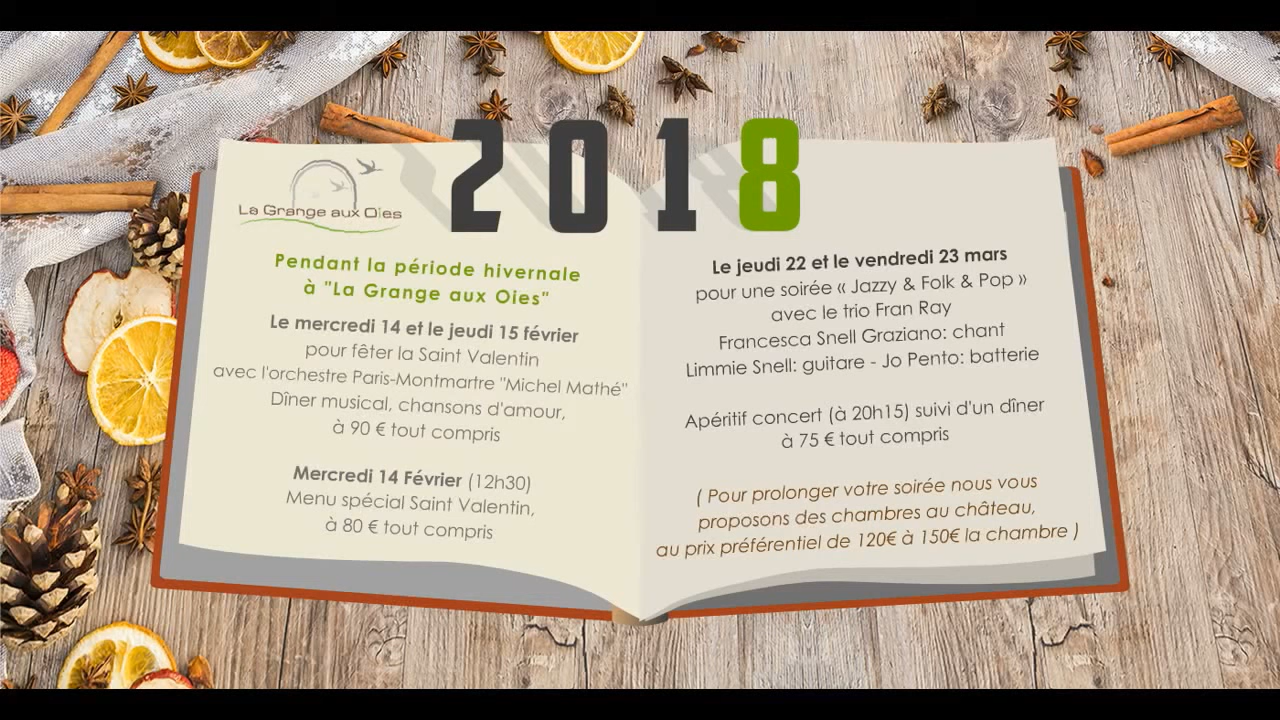 2018
La Grange aux Oies
Pendant la période hivernale
à "La Grange aux Oies"
Le mercredi 14 et le jeudi 15 février
pour fêter la Saint Valentin
avec l'orchestre Paris-Montmartre "Michel Mathé"
Dîner musical, chansons d'amour,
à 90 € tout compris
Mercredi 14 Février (12h30)
Menu spécial Saint Valentin,
à 80 € tout compris
Le jeudi 22 et le vendredi 23 mars
pour une soirée « Jazzy & Folk & Pop »
avec le trio Fran Ray
Francesca Snell Graziano: chant
Limmie Snell: guitare - Jo Pento: batterie
Apéritif concert (à 20h15) suivi d'un dîner
à 75 € tout compris
( Pour prolonger votre soirée nous vous
proposons des chambres au château,
au prix préférentiel de 120€ à 150€ la chambre )